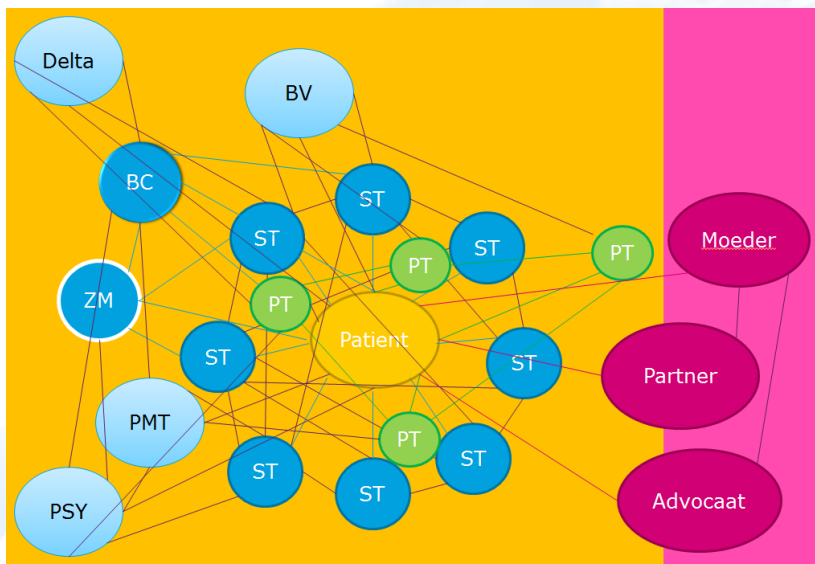 Delta
BV
BC
ST
ST
ST
PT
PT
Moeder
ZM
PT
Patient
ST
ST
Partner
PMT
PT
ST
ST
ST
PSY
Advocaat